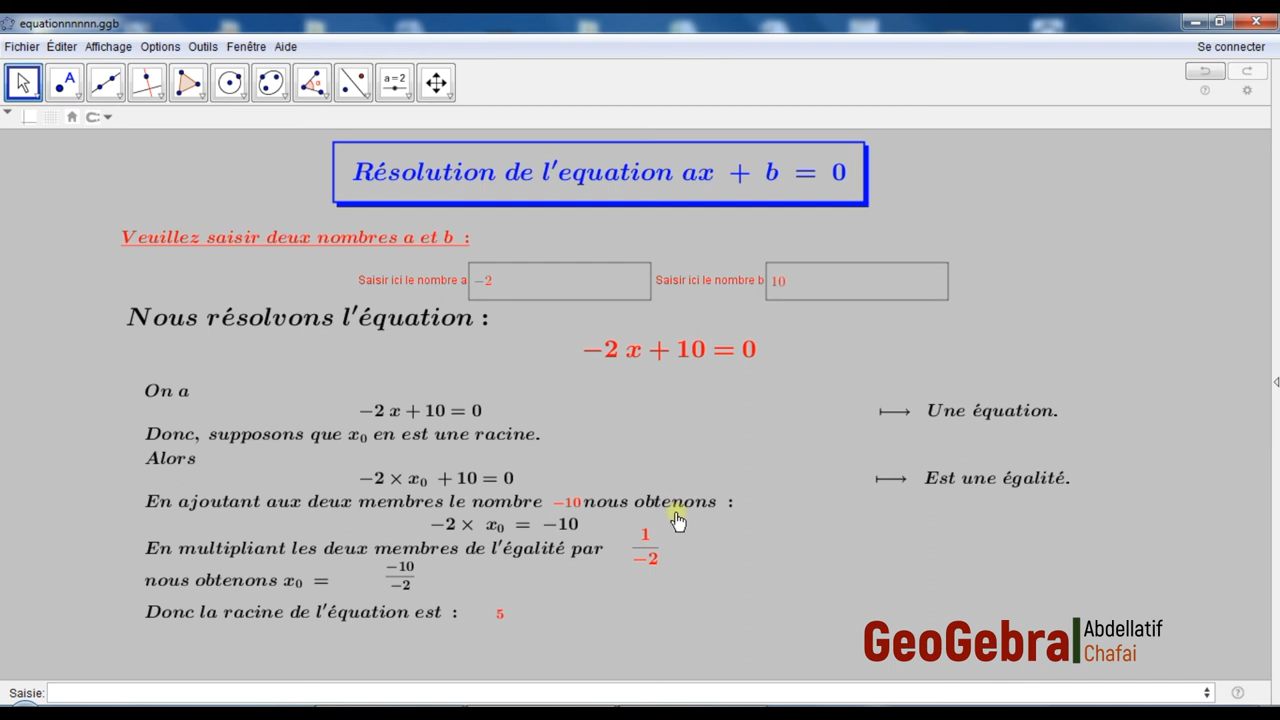 equationnnnnn.ggb
Fichier Éditer Affichage Options Outils Fenêtre Aide Se connecter
A a=2
Résolution de l'equation ax + b = 0
Veuillez saisir deux nombres a et b :
Saisir ici le nombre a −2 Saisir ici le nombre b 10
Nous résolvons l'équation :
−2 x + 10 = 0
On a
−2 x + 10 = 0 ⟼ Une équation.
Donc, supposons que x₀ en est une racine.
Alors
−2 × x₀ + 10 = 0 ⟼ Est une égalité.
En ajoutant aux deux membres le nombre −10 nous obtenons :
−2 × x₀ = −10
En multipliant les deux membres de l'égalité par 1/−2
nous obtenons x₀ = −10/−2
Donc la racine de l'équation est : 5
GeoGebra Abdellatif
Chafai
Saisie: